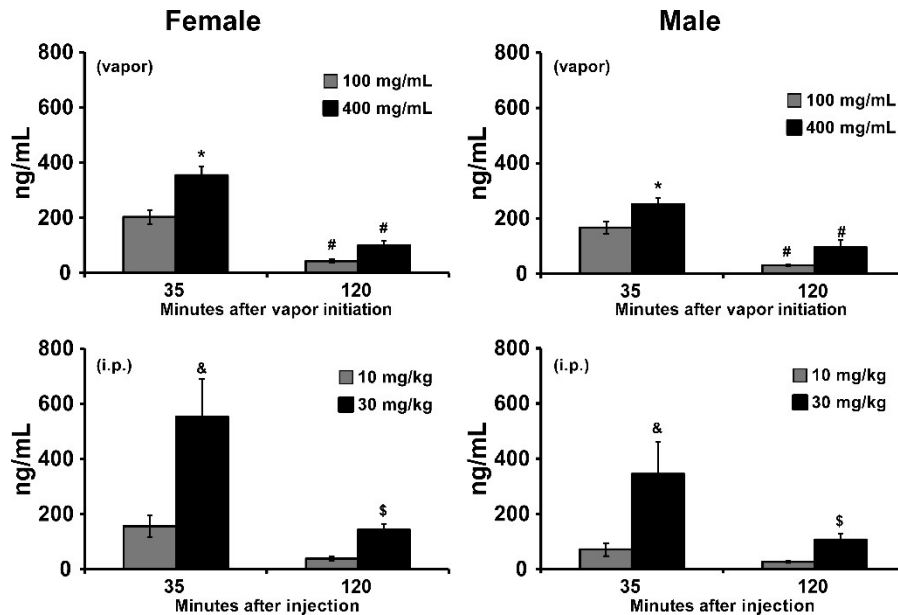 Female
800
(vapor)
100 mg/mL
400 mg/mL
600
ng/mL
400
*
200
#
#
0
35
120
Minutes after vapor initiation
Male
800
(vapor)
100 mg/mL
400 mg/mL
600
ng/mL
400
*
200
#
#
0
35
120
Minutes after vapor initiation
800
(i.p.)
&
10 mg/kg
30 mg/kg
600
ng/mL
400
200
$
0
35
120
Minutes after injection
800
(i.p.)
10 mg/kg
30 mg/kg
600
&
ng/mL
400
200
$
0
35
120
Minutes after injection